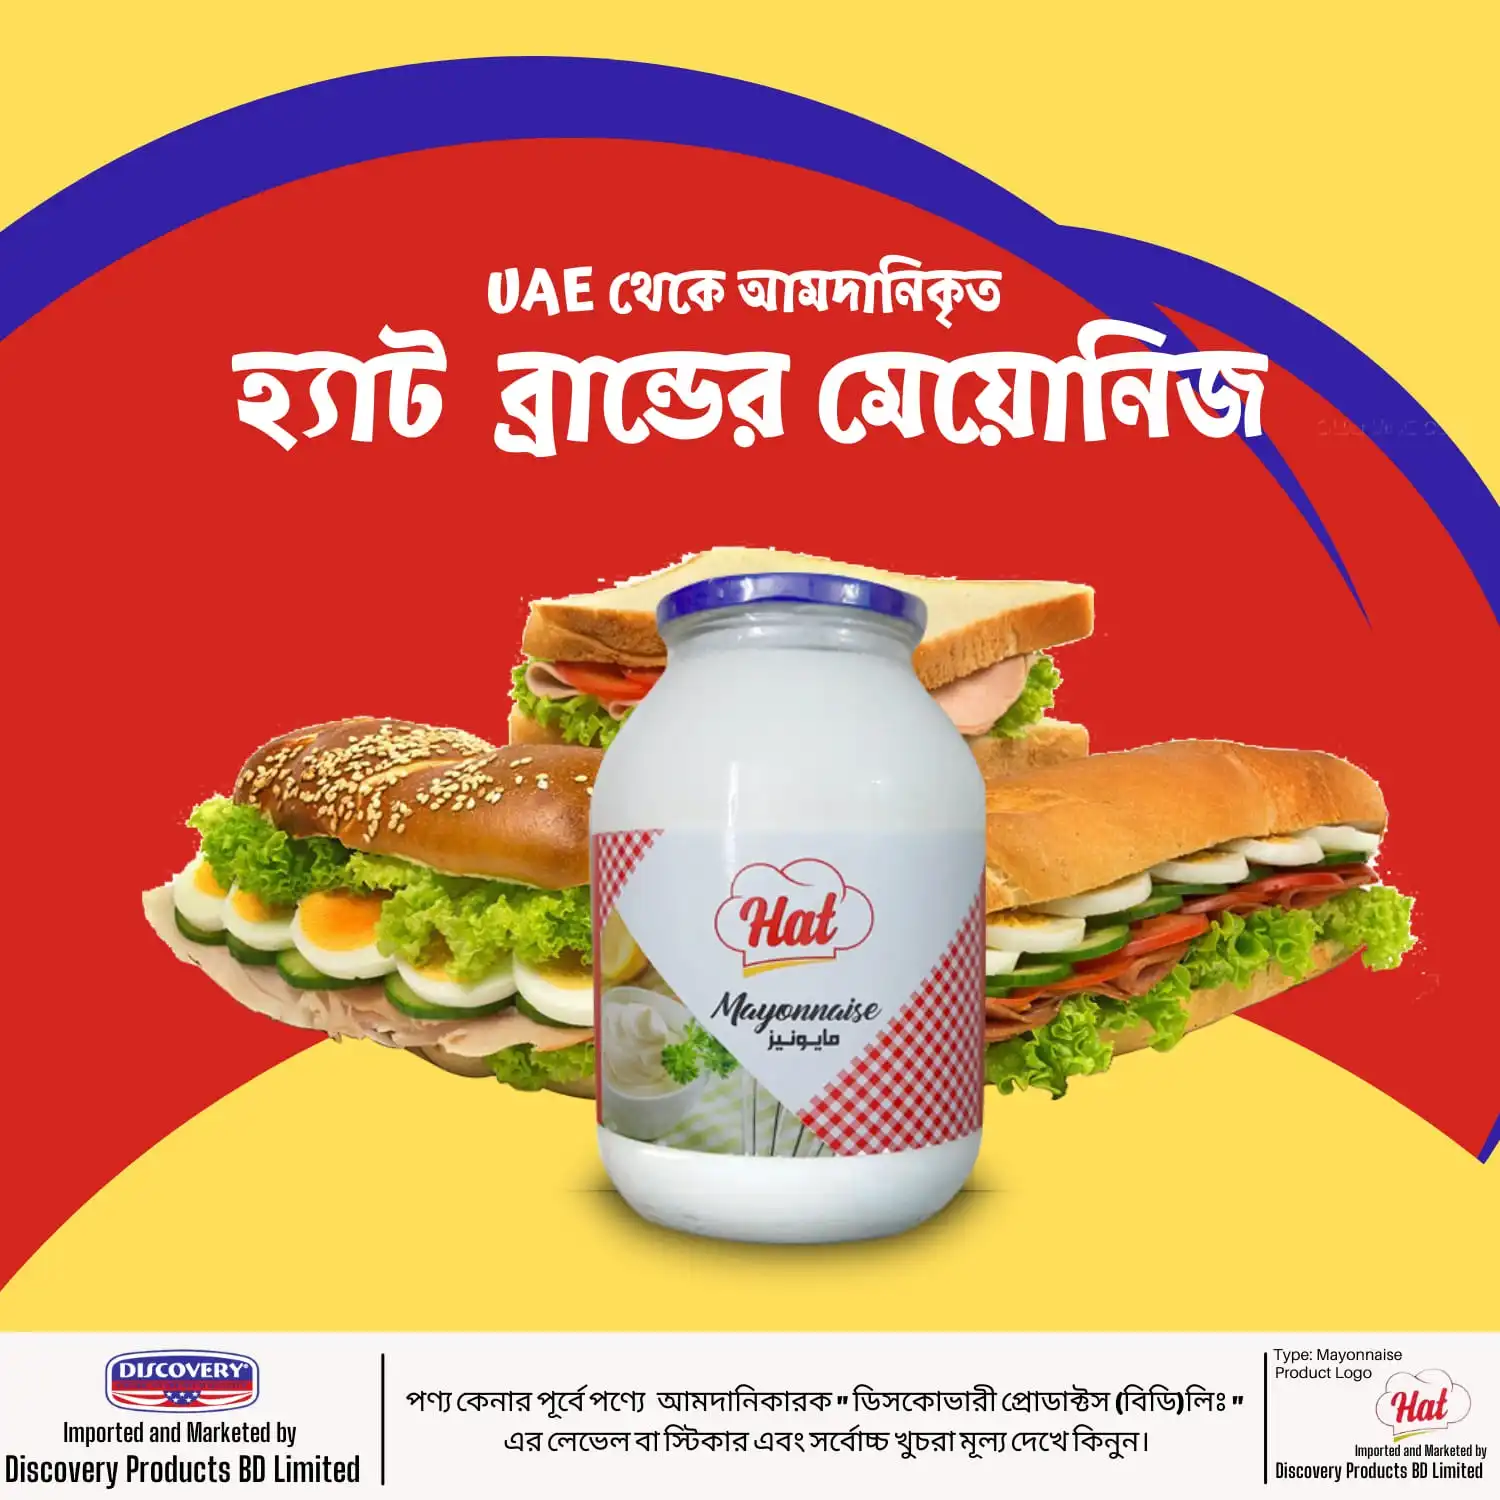 UAE থেকে আমদানিকৃত
হ্যাট ব্রান্ডের মেয়োনিজ
Hat
Mayonnaise
مايونيز
DISCOVERY®
Imported and Marketed by
Discovery Products BD Limited
পণ্য কেনার পূর্বে পণ্যে আমদানিকারক " ডিসকোভারী প্রোডাক্টস (বিডি)লিঃ "
এর লেভেল বা স্টিকার এবং সর্বোচ্চ খুচরা মূল্য দেখে কিনুন।
Type: Mayonnaise
Product Logo
Hat
Imported and Marketed by
Discovery Products BD Limited